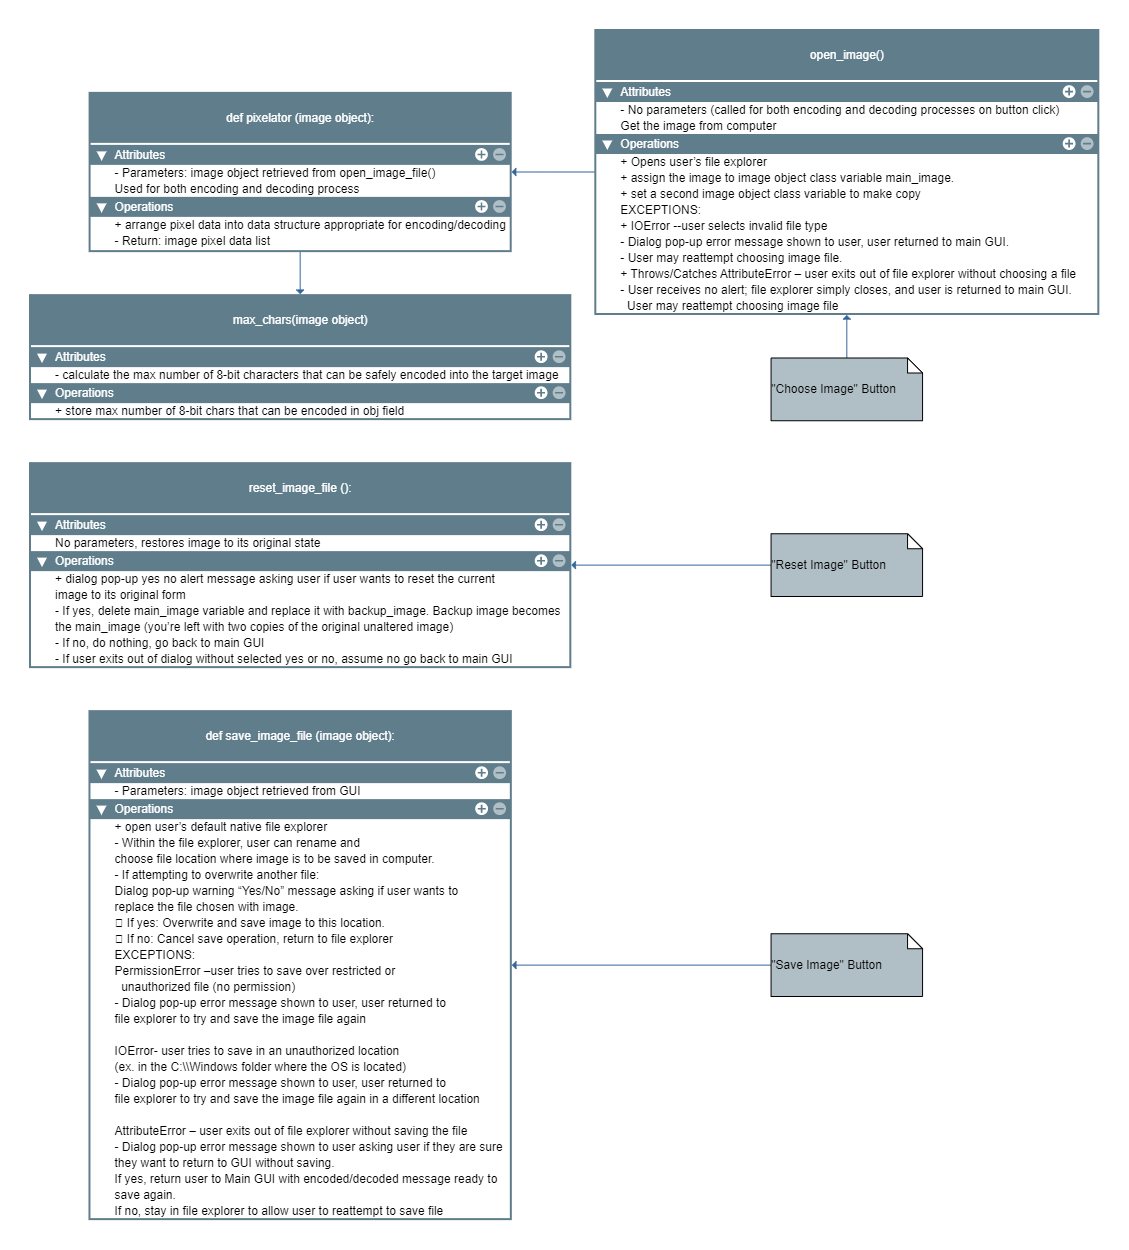 open_image()
Attributes
- No parameters (called for both encoding and decoding processes on button click)
Get the image from computer
Operations
+ Opens user's file explorer
+ assign the image to image object class variable main_image.
+ set a second image object class variable to make copy
EXCEPTIONS:
+ IOError --user selects invalid file type
- Dialog pop-up error message shown to user, user returned to main GUI.
- User may reattempt choosing image file.
+ Throws/Catches AttributeError – user exits out of file explorer without choosing a file
- User receives no alert; file explorer simply closes, and user is returned to main GUI.
User may reattempt choosing image file
def pixelator (image object):
Attributes
- Parameters: image object retrieved from open_image_file()
Used for both encoding and decoding process
Operations
+ arrange pixel data into data structure appropriate for encoding/decoding
- Return: image pixel data list
max_chars(image object)
Attributes
- calculate the max number of 8-bit characters that can be safely encoded into the target image
Operations
+ store max number of 8-bit chars that can be encoded in obj field
"Choose Image" Button
reset_image_file ():
Attributes
No parameters, restores image to its original state
Operations
+ dialog pop-up yes no alert message asking user if user wants to reset the current
image to its original form
- If yes, delete main_image variable and replace it with backup_image. Backup image becomes
the main_image (you're left with two copies of the original unaltered image)
- If no, do nothing, go back to main GUI
- If user exits out of dialog without selected yes or no, assume no go back to main GUI
"Reset Image" Button
def save_image_file (image object):
Attributes
- Parameters: image object retrieved from GUI
Operations
+ open user's default native file explorer
- Within the file explorer, user can rename and
choose file location where image is to be saved in computer.
- If attempting to overwrite another file:
Dialog pop-up warning “Yes/No” message asking if user wants to
replace the file chosen with image.
If yes: Overwrite and save image to this location.
If no: Cancel save operation, return to file explorer
EXCEPTIONS:
PermissionError –user tries to save over restricted or
unauthorized file (no permission)
- Dialog pop-up error message shown to user, user returned to
file explorer to try and save the image file again
IOError- user tries to save in an unauthorized location
(ex. in the C:\\Windows folder where the OS is located)
- Dialog pop-up error message shown to user, user returned to
file explorer to try and save the image file again in a different location
AttributeError – user exits out of file explorer without saving the file
- Dialog pop-up error message shown to user asking user if they are sure
they want to return to GUI without saving.
If yes, return user to Main GUI with encoded/decoded message ready to
save again.
If no, stay in file explorer to allow user to reattempt to save file
"Save Image" Button